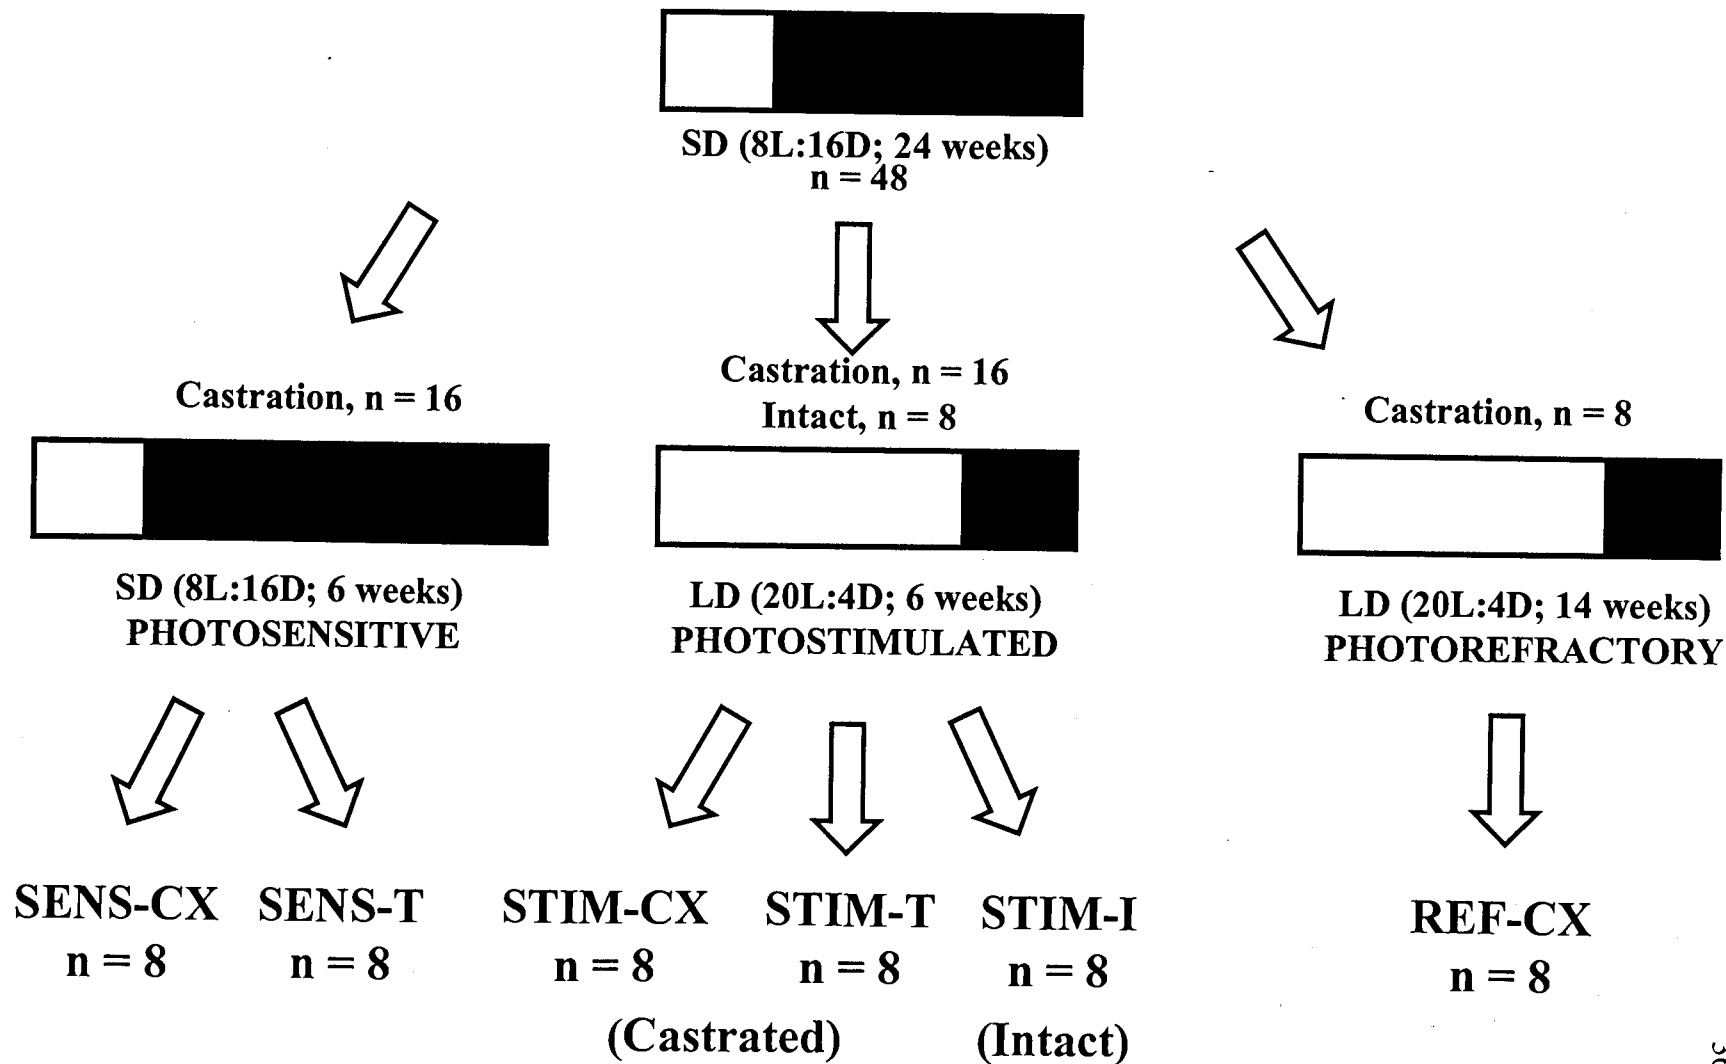 SD (8L:16D; 24 weeks)
n = 48
Castration, n = 16
SD (8L:16D; 6 weeks)
PHOTOSENSITIVE
Castration, n = 16
Intact, n = 8
LD (20L:4D; 6 weeks)
PHOTOSTIMULATED
Castration, n = 8
LD (20L:4D; 14 weeks)
PHOTOREFRACTORY
SENS-CX
n = 8
SENS-T
n = 8
STIM-CX
n = 8
STIM-T
n = 8
(Castrated)
STIM-I
n = 8
(Intact)
REF-CX
n = 8